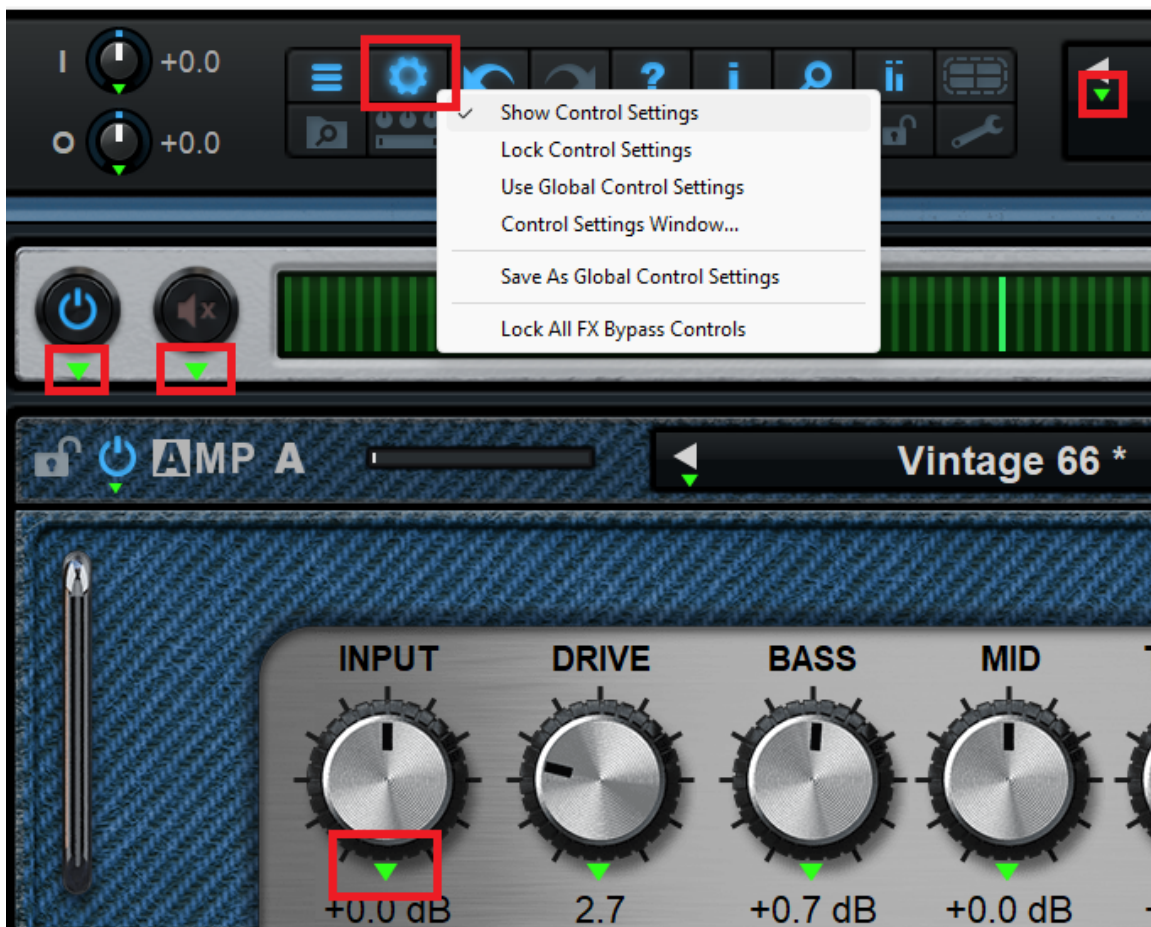 I +0.0
? i
Show Control Settings
O +0.0
Lock Control Settings
Use Global Control Settings
Control Settings Window...
Save As Global Control Settings
Lock All FX Bypass Controls
AMP A
Vintage 66 *
INPUT DRIVE BASS MID
+0.0 dB 2.7 +0.7 dB +0.0 dB